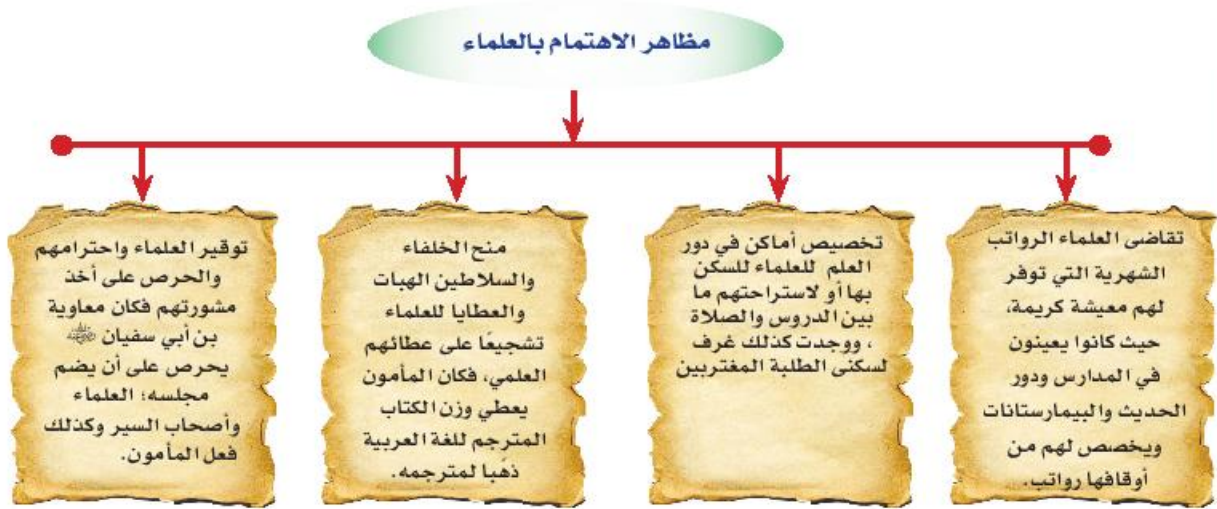 مظاهر الاهتمام بالعلماء
تقاضى العلماء الرواتب
الشهرية التي توفر
لهم معيشة كريمة،
حيث كانوا يعينون
في المدارس ودور
الحديث والبيمارستانات
ويخصص لهم من
أوقافها رواتب.
تخصيص أماكن في دور
العلم للعلماء للسكن
بها أو لاستراحتهم ما
بين الدروس والصلاة
، ووجدت كذلك غرف
لسكنى الطلبة المغتربين
منح الخلفاء
والسلاطين الهبات
والعطايا للعلماء
تشجيعًا على عطائهم
العلمي، فكان المأمون
يعطي وزن الكتاب
المترجم للغة العربية
ذهبًا لمترجمه.
توقير العلماء واحترامهم
والحرص على أخذ
مشورتهم فكان معاوية
بن أبي سفيان
يحرص على أن يضم
مجلسه؛ العلماء
وأصحاب السير وكذلك
فعل المأمون.